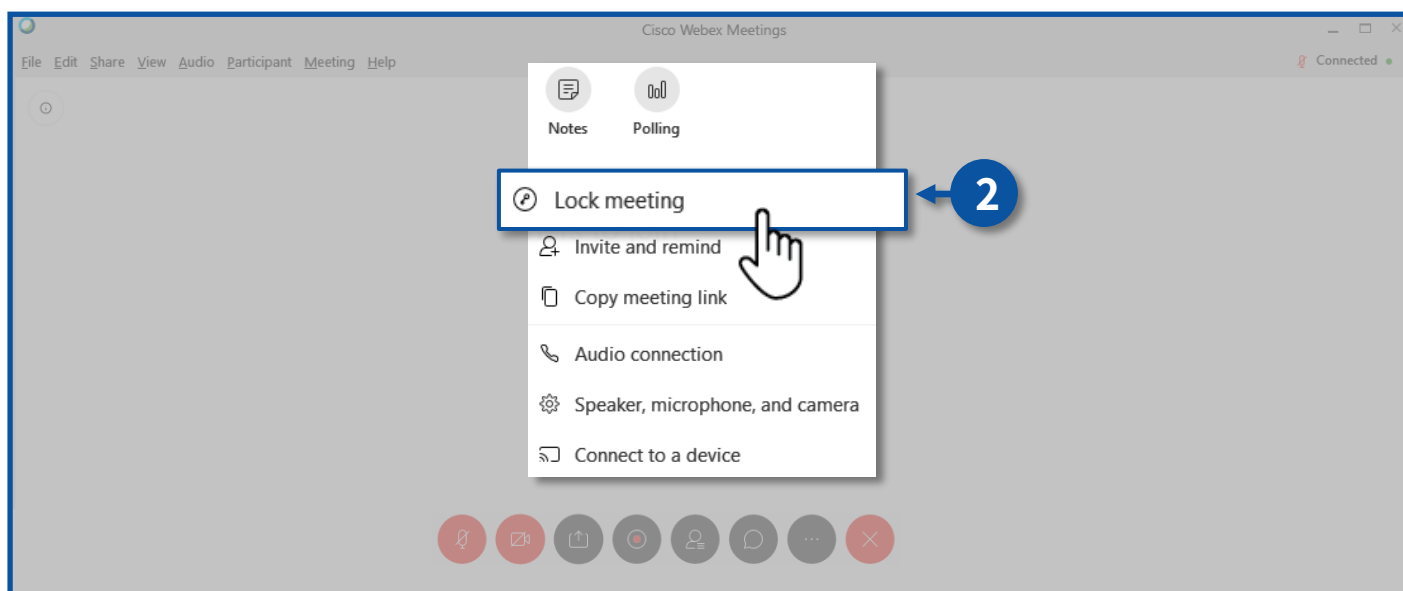 Cisco Webex Meetings
File Edit Share View Audio Participant Meeting Help
Connected
Notes Polling
Lock meeting
2
Invite and remind
Copy meeting link
Audio connection
Speaker, microphone, and camera
Connect to a device